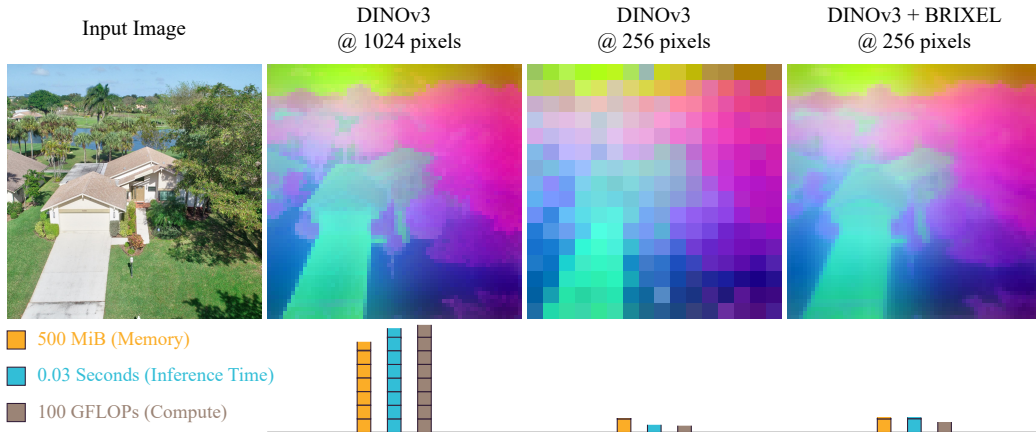 Input Image
DINOv3
@ 1024 pixels
DINOv3
@ 256 pixels
DINOv3 + BRIXEL
@ 256 pixels
500 MiB (Memory)
0.03 Seconds (Inference Time)
100 GFLOPs (Compute)